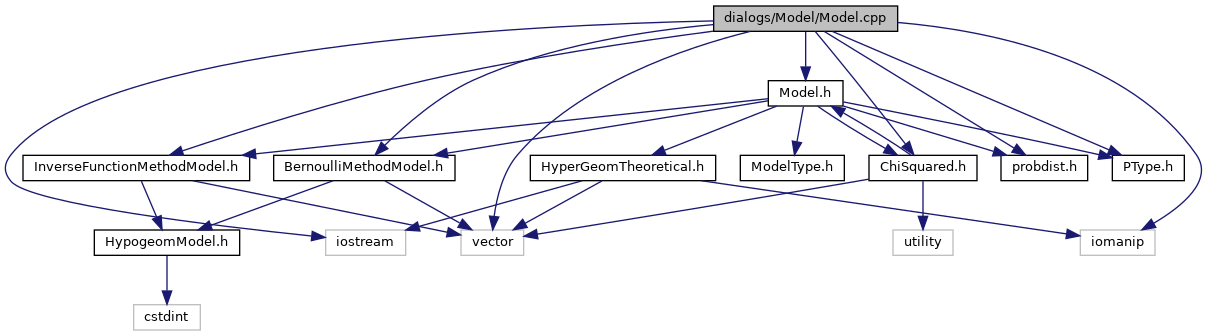 dialogs/Model/Model.cpp
Model.h
InverseFunctionMethodModel.h
BernoulliMethodModel.h
HyperGeomTheoretical.h
ModelType.h
ChiSquared.h
probdist.h
PType.h
HypogeomModel.h
iostream
vector
utility
iomanip
cstdint